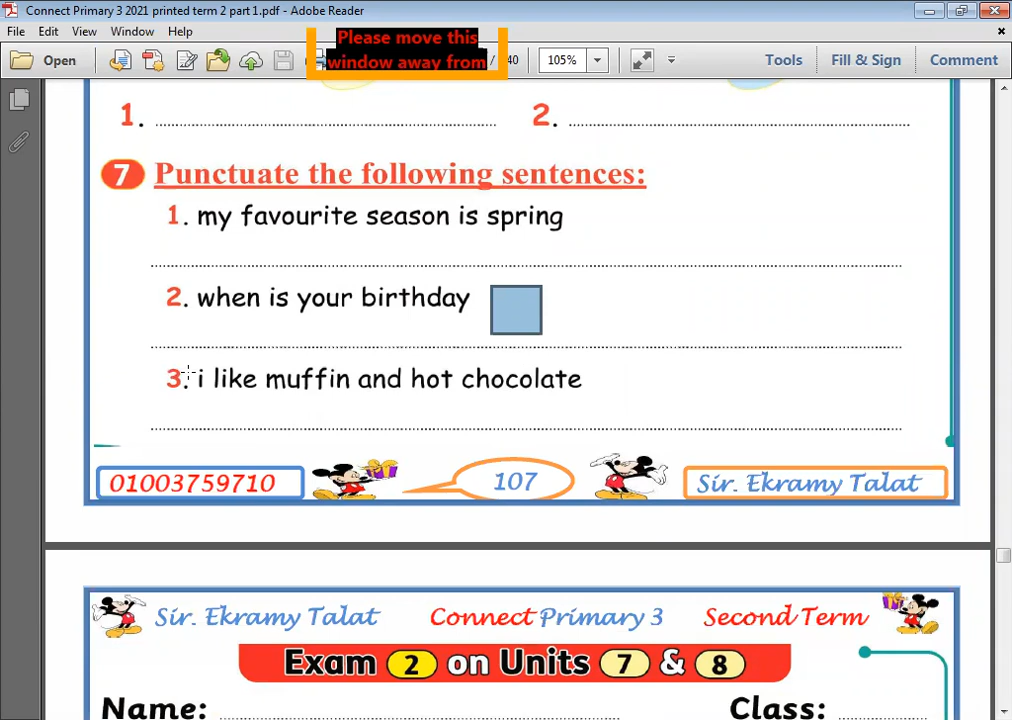 Connect Primary 3 2021 printed term 2 part 1.pdf - Adobe Reader
File Edit View Window Help
Please move this
window away from
Open / 40 105% Tools Fill & Sign Comment
1. 2.
7 Punctuate the following sentences:
1. my favourite season is spring
2. when is your birthday
3. i like muffin and hot chocolate
01003759710 107 Sir. Ekramy Talat
Sir. Ekramy Talat Connect Primary 3 Second Term
Exam 2 on Units 7 & 8
Name: Class: